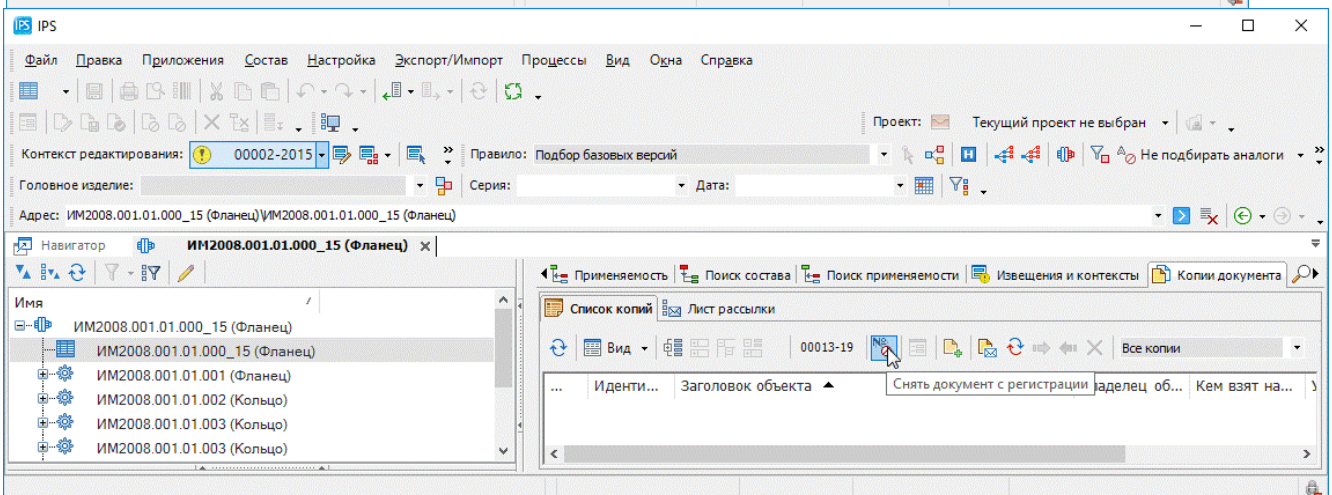 IPS
Файл Правка Приложения Состав Настройка Экспорт/Импорт Процессы Вид Окна Справка
Проект: Текущий проект не выбран
Контекст редактирования: 00002-2015 Правило: Подбор базовых версий Не подбирать аналоги
Головное изделие: Серия: Дата:
Адрес: ИМ2008.001.01.000_15 (Фланец)\ИМ2008.001.01.000_15 (Фланец)
Навигатор ИМ2008.001.01.000_15 (Фланец)
Применяемость Поиск состава Поиск применяемости Извещения и контексты Копии документа
Имя
Список копий Лист рассылки
ИМ2008.001.01.000_15 (Фланец)
Вид 00013-19 № Все копии
ИМ2008.001.01.000_15 (Фланец)
ИМ2008.001.01.001 (Фланец)
... Иденти... Заголовок объекта Снять документ с регистрации ладелец об... Кем взят на...
ИМ2008.001.01.002 (Кольцо)
ИМ2008.001.01.003 (Кольцо)
ИМ2008.001.01.003 (Кольцо)